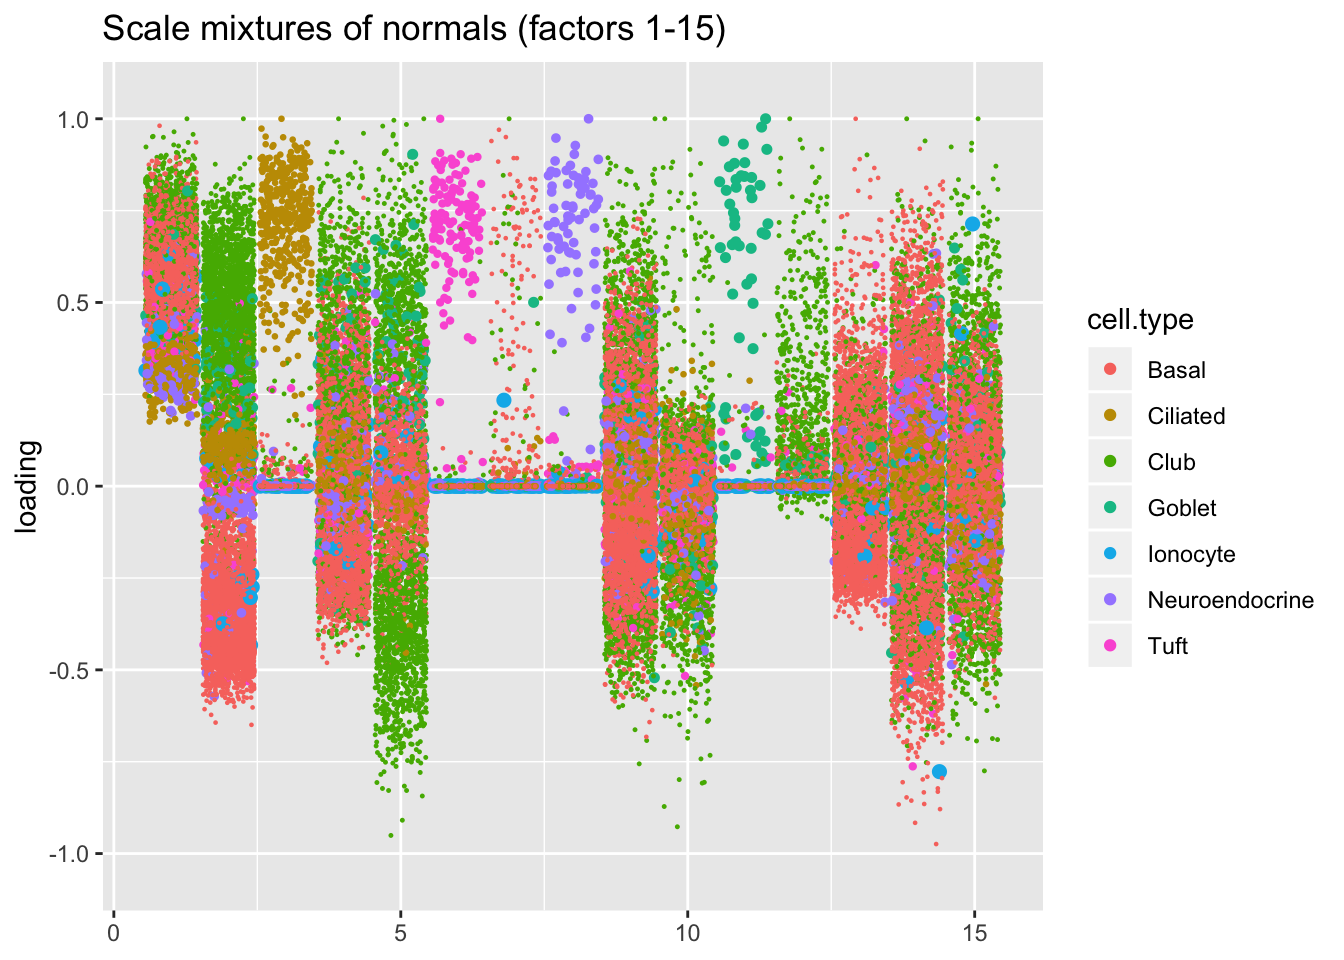 Scale mixtures of normals (factors 1-15)
loading
1.0
0.5
0.0
-0.5
-1.0
0
5
10
15
cell.type
Basal
Ciliated
Club
Goblet
Ionocyte
Neuroendocrine
Tuft